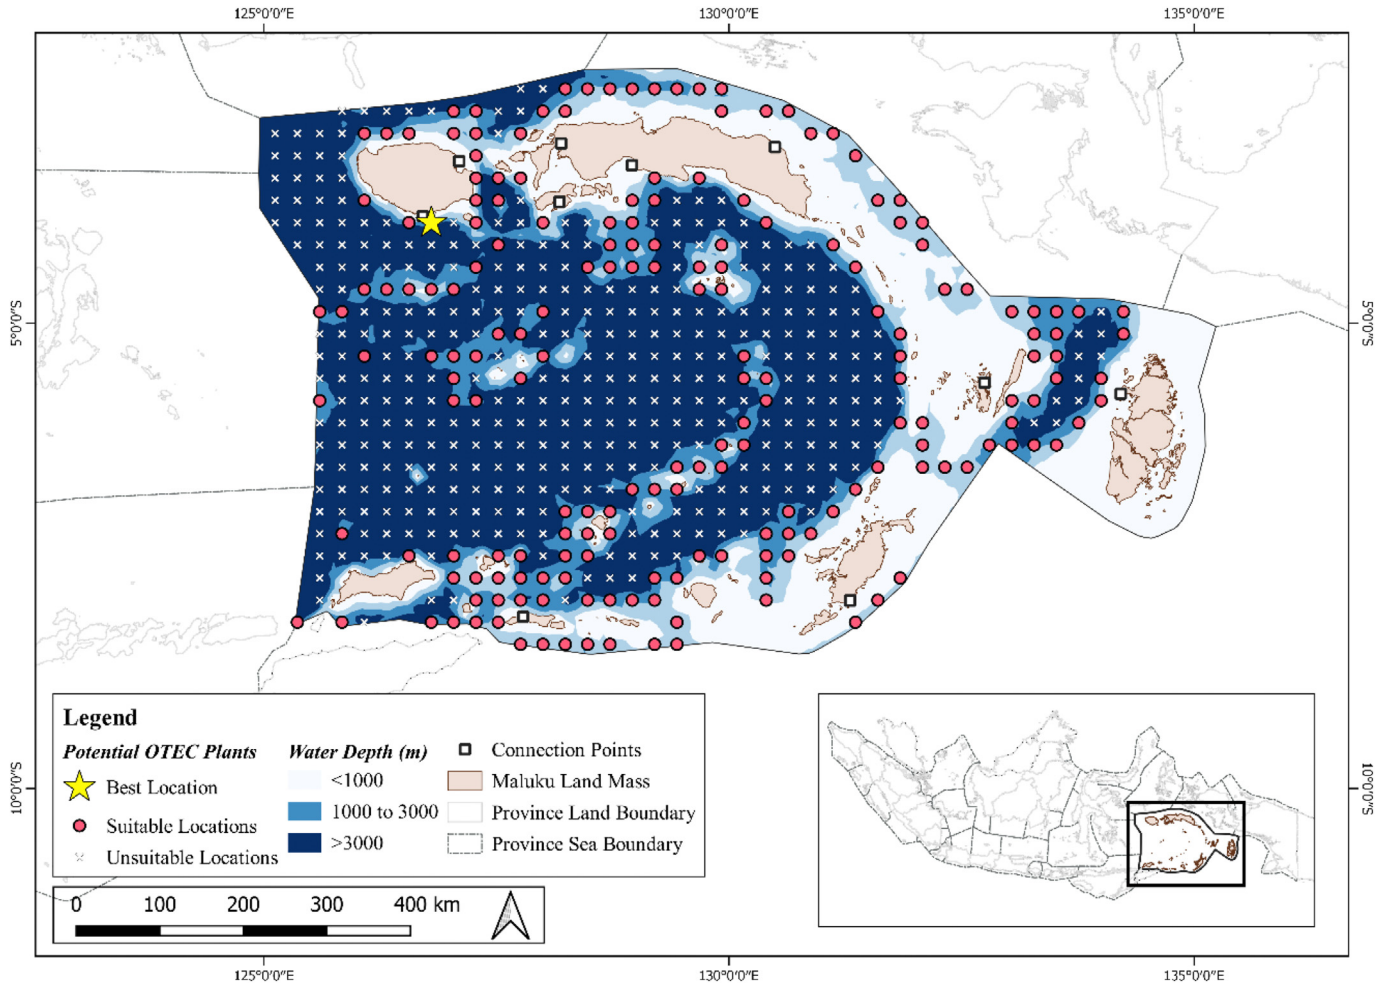 125°0′0″E 130°0′0″E 135°0′0″E
5°0′0″S 5°0′0″S
10°0′0″S 10°0′0″S
Legend
Potential OTEC Plants
Best Location
Suitable Locations
Unsuitable Locations
Water Depth (m)
<1000
1000 to 3000
>3000
Connection Points
Maluku Land Mass
Province Land Boundary
Province Sea Boundary
0 100 200 300 400 km
125°0′0″E 130°0′0″E 135°0′0″E